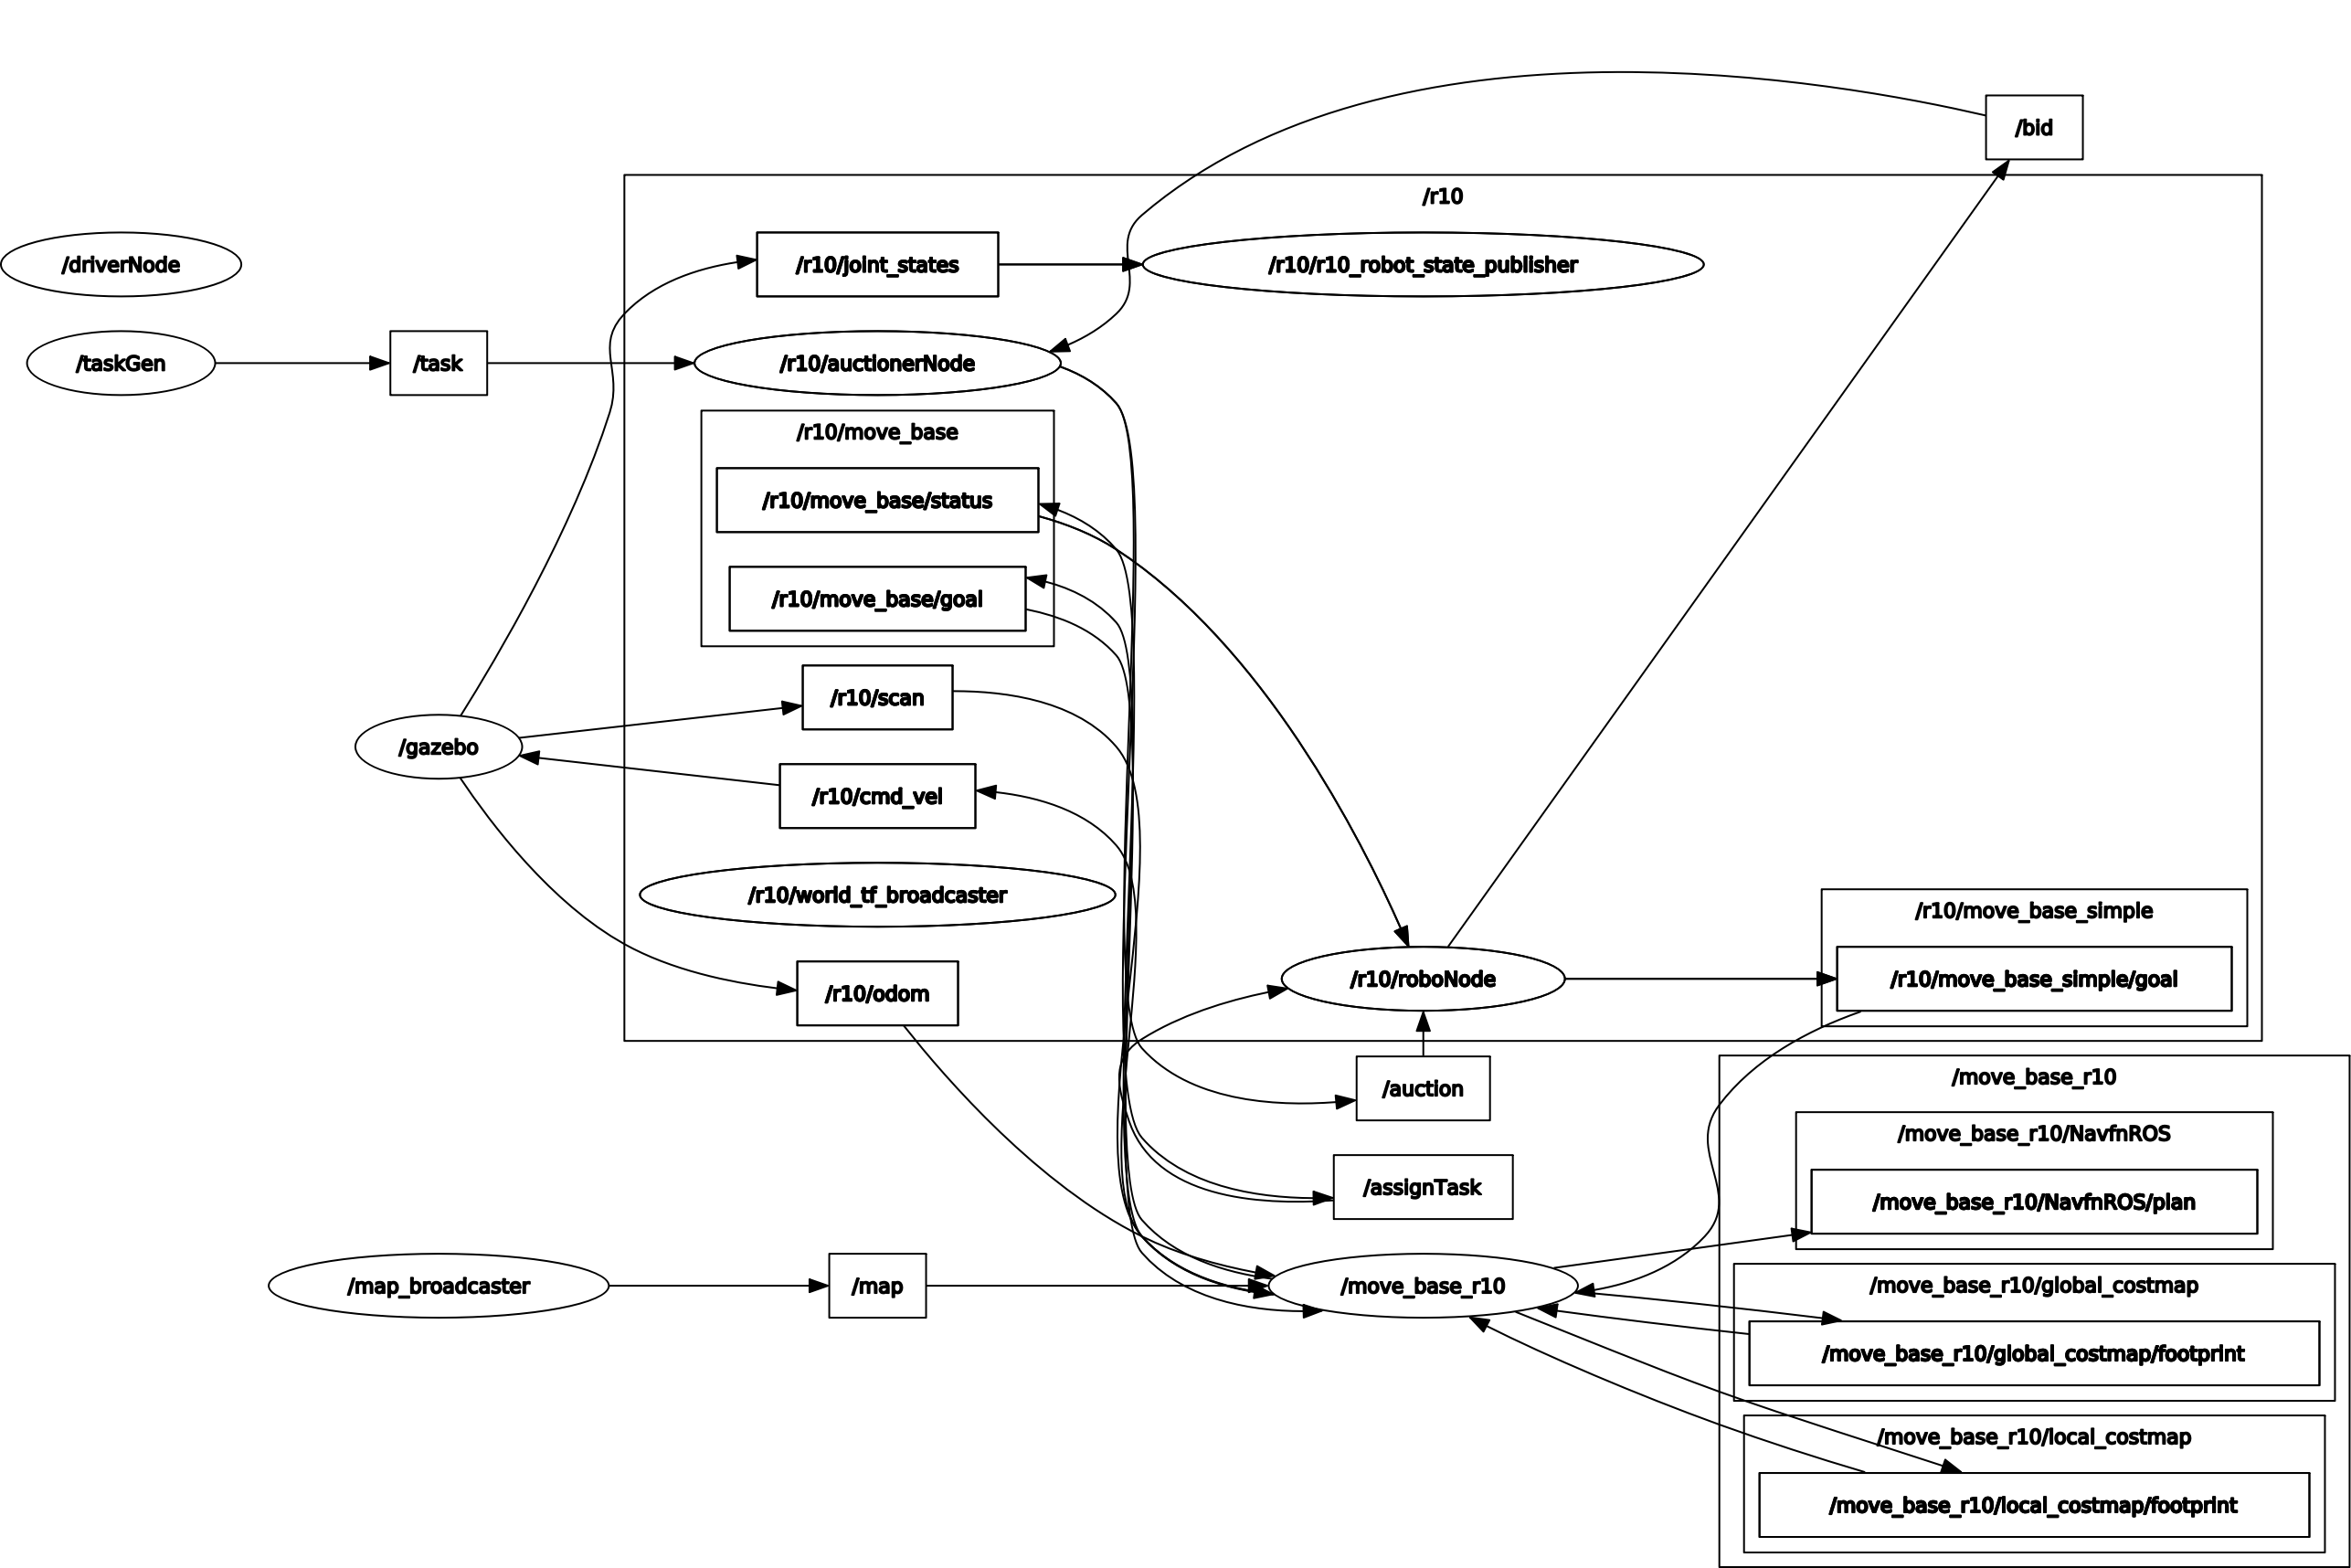 /bid
/r10
/driverNode
/r10/joint_states
/r10/r10_robot_state_publisher
/taskGen
/task
/r10/auctionerNode
/r10/move_base
/r10/move_base/status
/r10/move_base/goal
/r10/scan
/gazebo
/r10/cmd_vel
/r10/world_tf_broadcaster
/r10/move_base_simple
/r10/roboNode
/r10/move_base_simple/goal
/r10/odom
/move_base_r10
/auction
/move_base_r10/NavfnROS
/assignTask
/move_base_r10/NavfnROS/plan
/map_broadcaster
/map
/move_base_r10
/move_base_r10/global_costmap
/move_base_r10/global_costmap/footprint
/move_base_r10/local_costmap
/move_base_r10/local_costmap/footprint